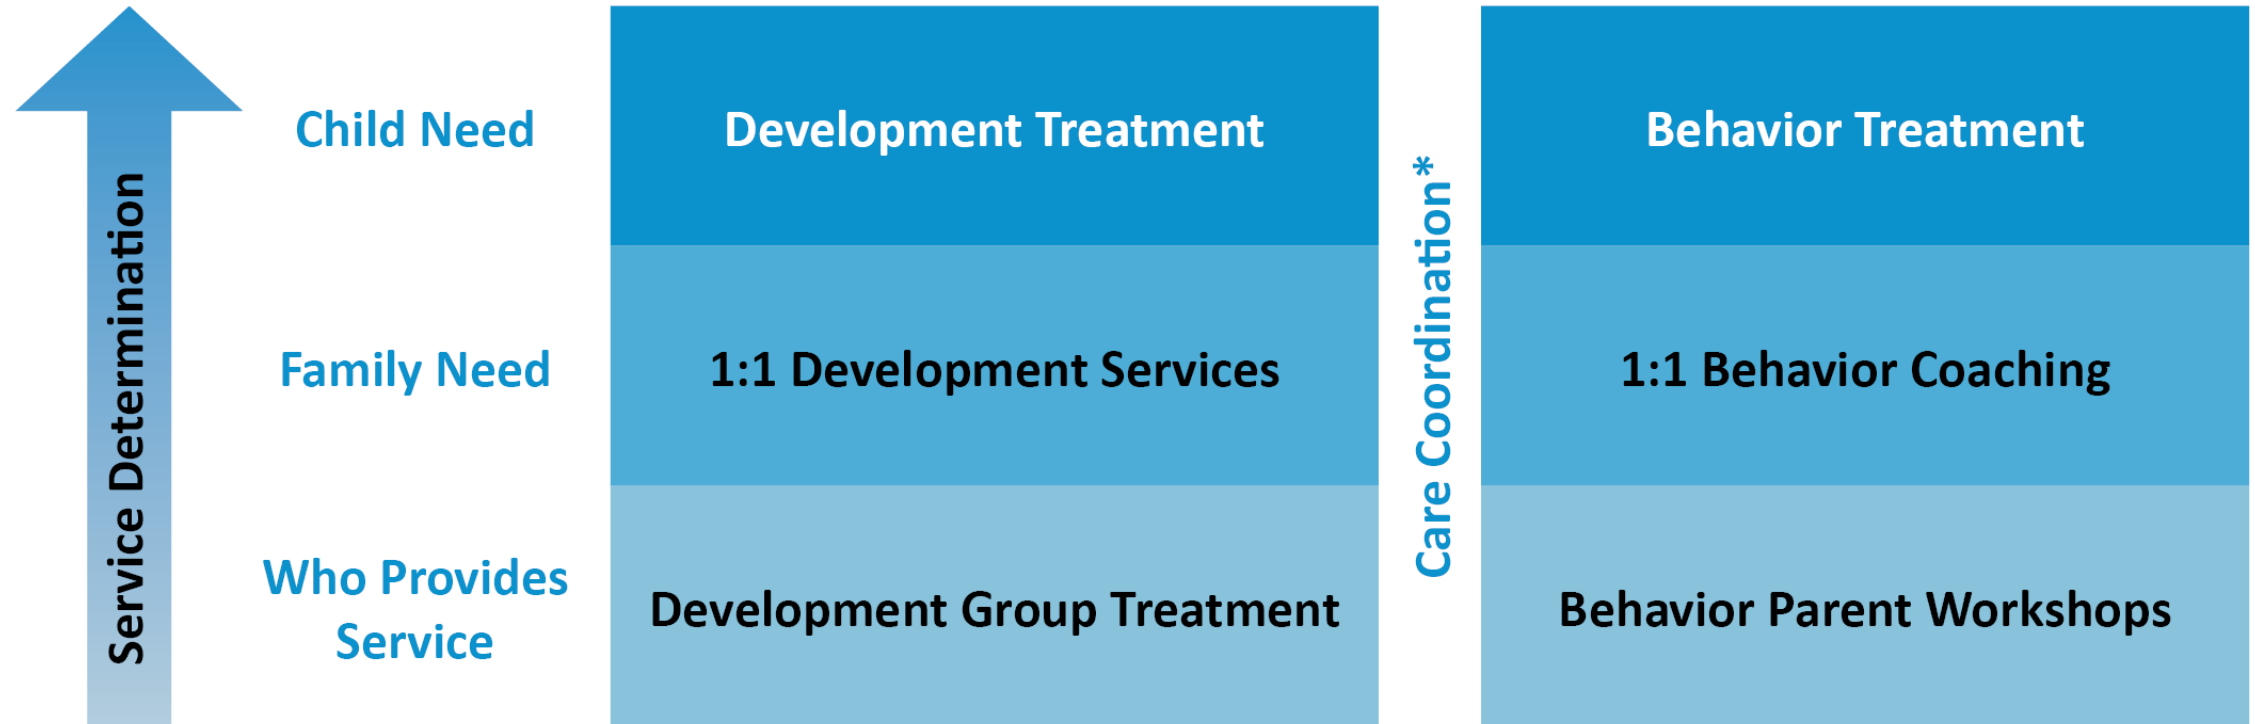 Service Determination
Child Need
Family Need
Who Provides
Service
Development Treatment
1:1 Development Services
Development Group Treatment
Care Coordination*
Behavior Treatment
1:1 Behavior Coaching
Behavior Parent Workshops